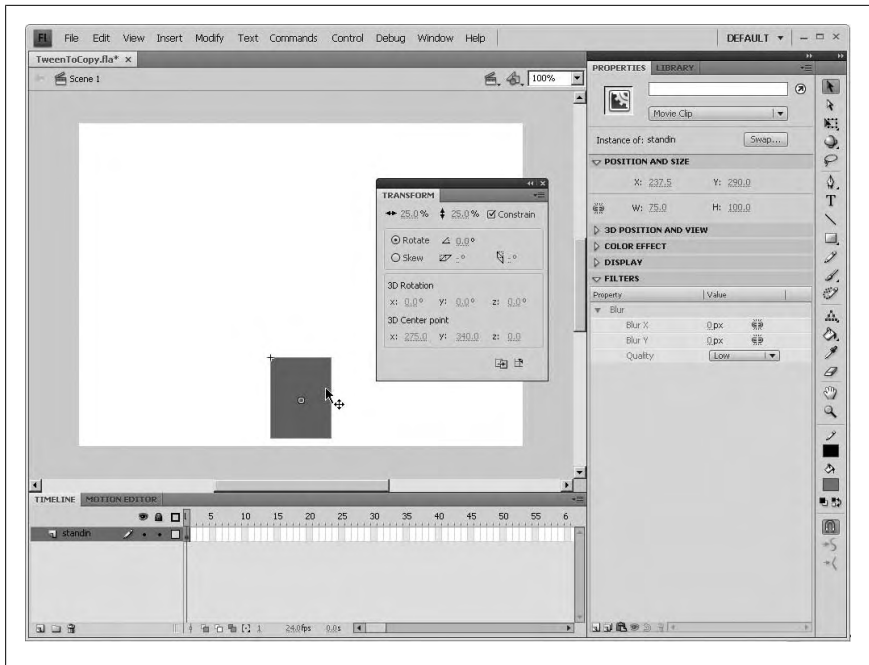 FL File Edit View Insert Modify Text Commands Control Debug Window Help DEFAULT
TweenToCopy.fla*
Scene 1 100%
PROPERTIES LIBRARY
Movie Clip
Instance of: standin Swap...
POSITION AND SIZE
X: 237.5 Y: 290.0
W: 75.0 H: 100.0
3D POSITION AND VIEW
COLOR EFFECT
DISPLAY
FILTERS
Property Value
Blur
Blur X 0 px
Blur Y 0 px
Quality Low
TRANSFORM
25.0 % 25.0 % Constrain
Rotate 0.0°
Skew -° -°
3D Rotation
X: 0.0° Y: 0.0° Z: 0.0°
3D Center point
X: 275.0 Y: 340.0 Z: 0.0
T
TIMELINE MOTION EDITOR
1 5 10 15 20 25 30 35 40 45 50 55 6
standin
1 24.0fps 0.0s